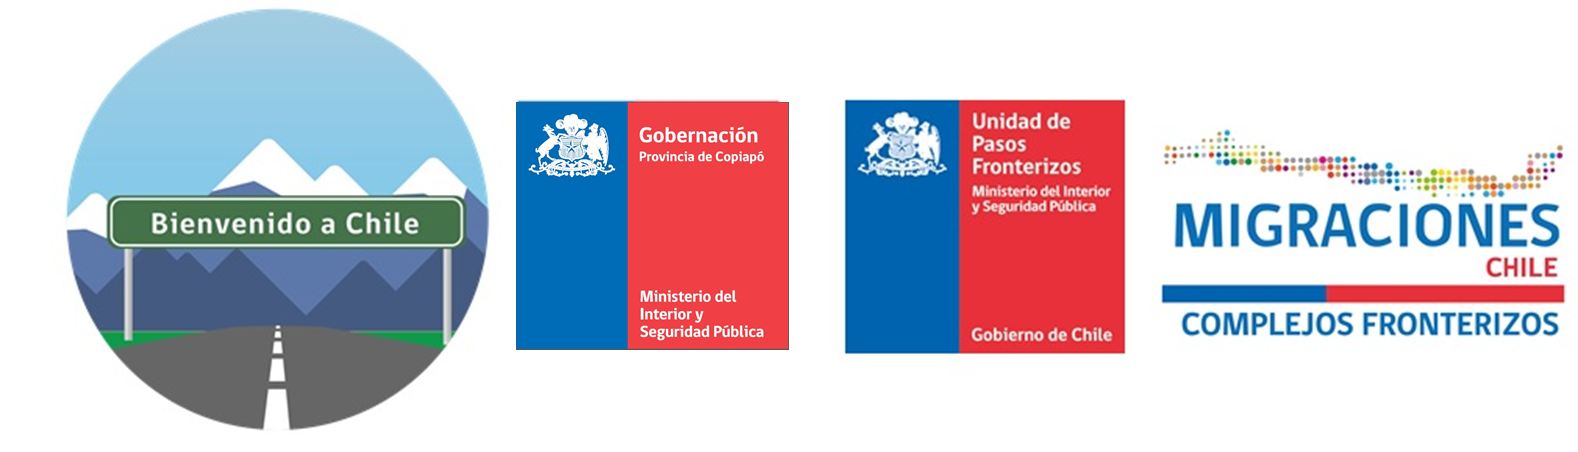 Bienvenido a Chile
Gobernación
Provincia de Copiapó
Ministerio del
Interior y
Seguridad Pública
Unidad de
Pasos
Fronterizos
Ministerio del Interior
y Seguridad Pública
Gobierno de Chile
MIGRACIONES
CHILE
COMPLEJOS FRONTERIZOS